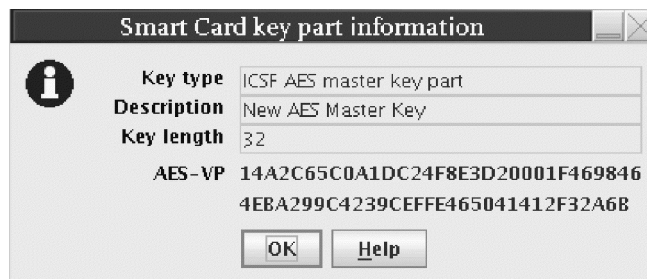 Smart Card key part information
Key type ICSF AES master key part
Description New AES Master Key
Key length 32
AES-VP 14A2C65C0A1DC24F8E3D20001F469846
4EBA299C4239CEFFE465041412F32A6B
OK Help